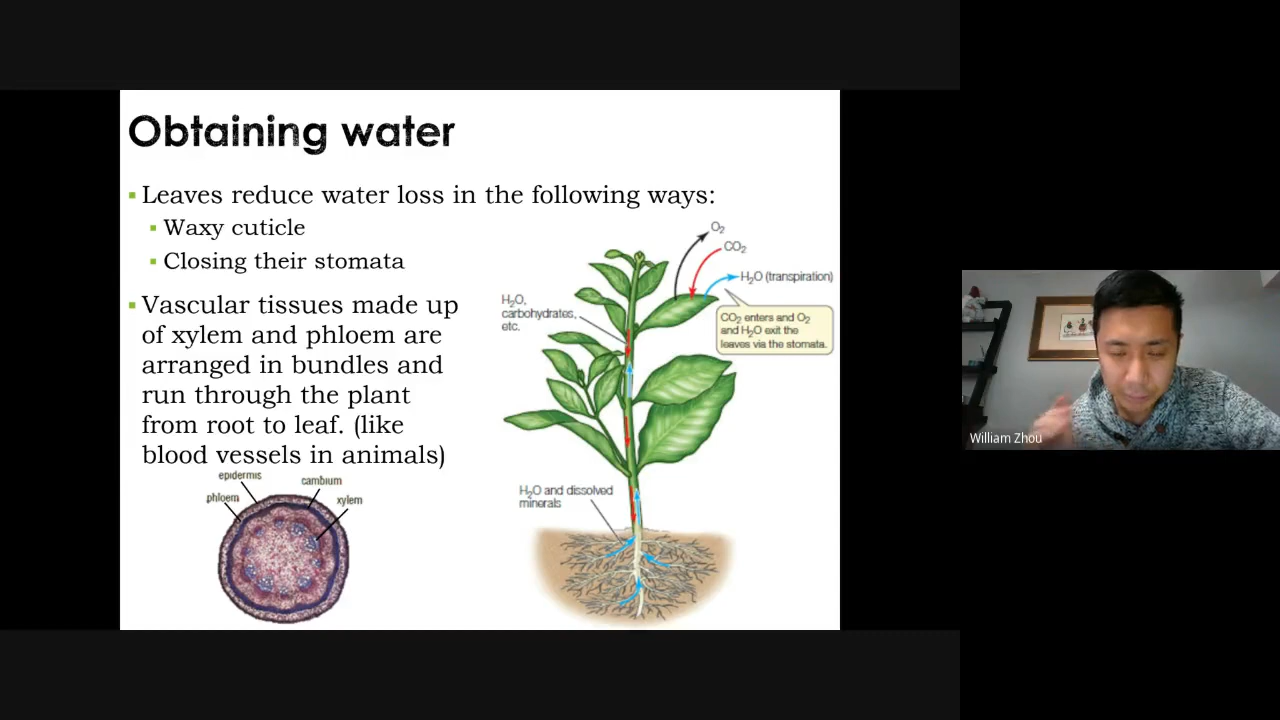 Obtaining water
▪ Leaves reduce water loss in the following ways:
▪ Waxy cuticle
▪ Closing their stomata
▪ Vascular tissues made up
of xylem and phloem are
arranged in bundles and
run through the plant
from root to leaf. (like
blood vessels in animals)
epidermis
cambium
phloem
xylem
O₂
CO₂
H₂O (transpiration)
H₂O,
carbohydrates,
etc.
CO₂ enters and O₂
and H₂O exit the
leaves via the stomata.
H₂O and dissolved
minerals
William Zhou